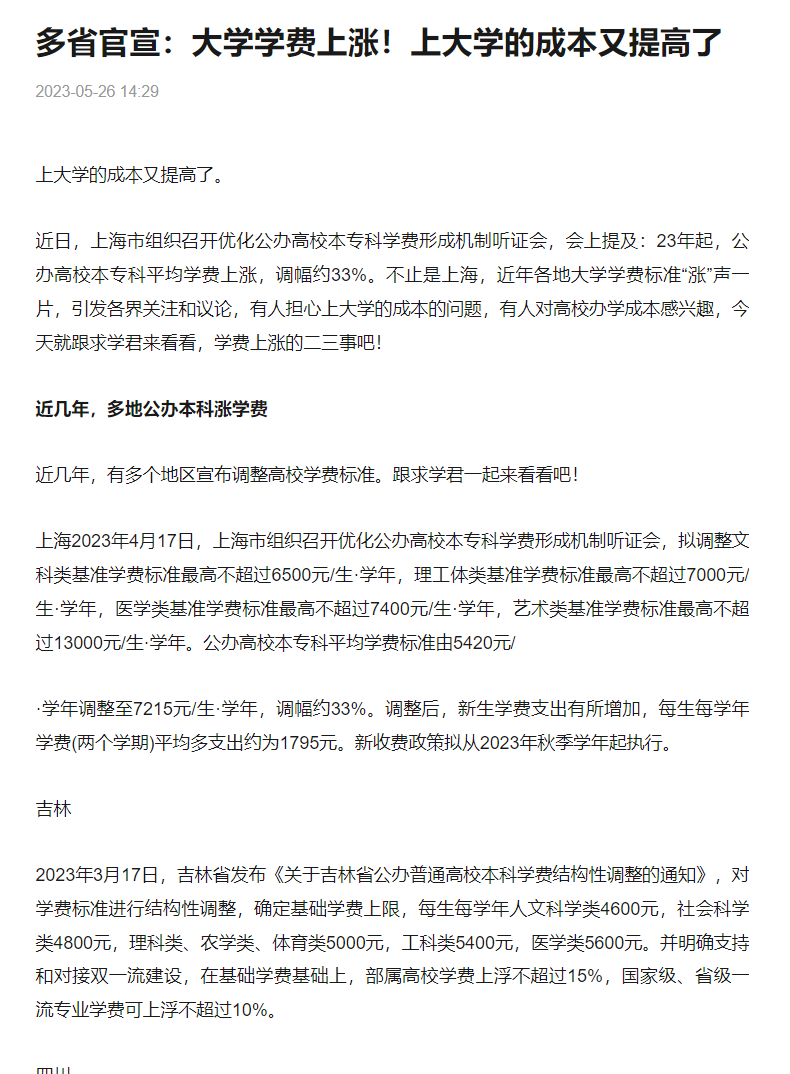 多省官宣：大学学费上涨！上大学的成本又提高了
2023-05-26 14:29
上大学的成本又提高了。
近日，上海市组织召开优化公办高校本专科学费形成机制听证会，会上提及：23年起，公
办高校本专科平均学费上涨，调幅约33%。不止是上海，近年各地大学学费标准“涨”声一
片，引发各界关注和议论，有人担心上大学的成本的问题，有人对高校办学成本感兴趣，今
天就跟求学君来看看，学费上涨的二三事吧！
近几年，多地公办本科涨学费
近几年，有多个地区宣布调整高校学费标准。跟求学君一起来看看吧！
上海2023年4月17日，上海市组织召开优化公办高校本专科学费形成机制听证会，拟调整文
科类基准学费标准最高不超过6500元/生·学年，理工体类基准学费标准最高不超过7000元/
生·学年，医学类基准学费标准最高不超过7400元/生·学年，艺术类基准学费标准最高不超
过13000元/生·学年。公办高校本专科平均学费标准由5420元/
·学年调整至7215元/生·学年，调幅约33%。调整后，新生学费支出有所增加，每生每学年
学费(两个学期)平均多支出约为1795元。新收费政策拟从2023年秋季学年起执行。
吉林
2023年3月17日，吉林省发布《关于吉林省公办普通高校本科学费结构性调整的通知》，对
学费标准进行结构性调整，确定基础学费上限，每生每学年人文科学类4600元，社会科学
类4800元，理科类、农学类、体育类5000元，工科类5400元，医学类5600元。并明确支持
和对接双一流建设，在基础学费基础上，部属高校学费上浮不超过15%，国家级、省级一
流专业学费可上浮不超过10%。
四川